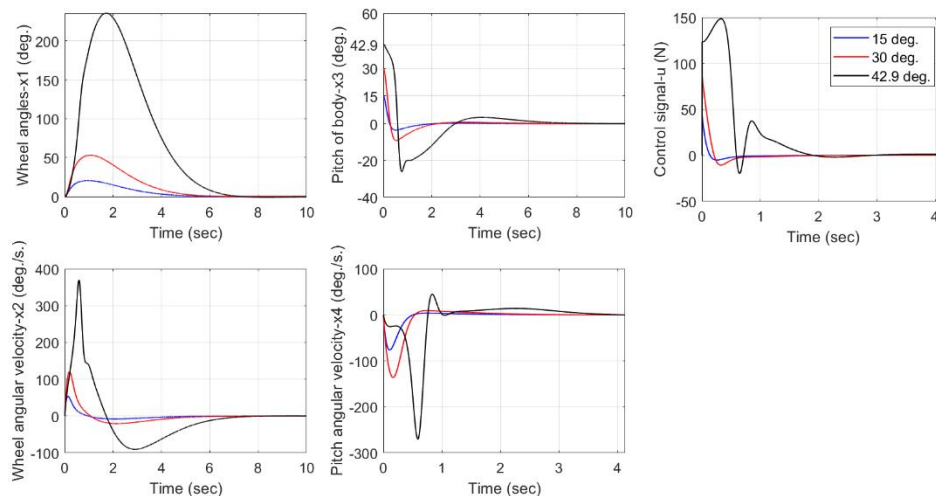 Wheel angles-x1 (deg.)
200
150
100
50
0
0 2 4 6 8 10
Time (sec)
Pitch of body-x3 (deg.)
60
42.9
30
15
0
-20
-40
0 2 4 6 8 10
Time (sec)
Control signal-u (N)
150
100
50
0
-50
0 1 2 3 4
Time (sec)
15 deg.
30 deg.
42.9 deg.
Wheel angular velocity-x2 (deg./s.)
400
300
200
100
0
-100
0 2 4 6 8 10
Time (sec)
Pitch angular velocity-x4 (deg./s.)
100
0
-100
-200
-300
0 1 2 3 4
Time (sec)